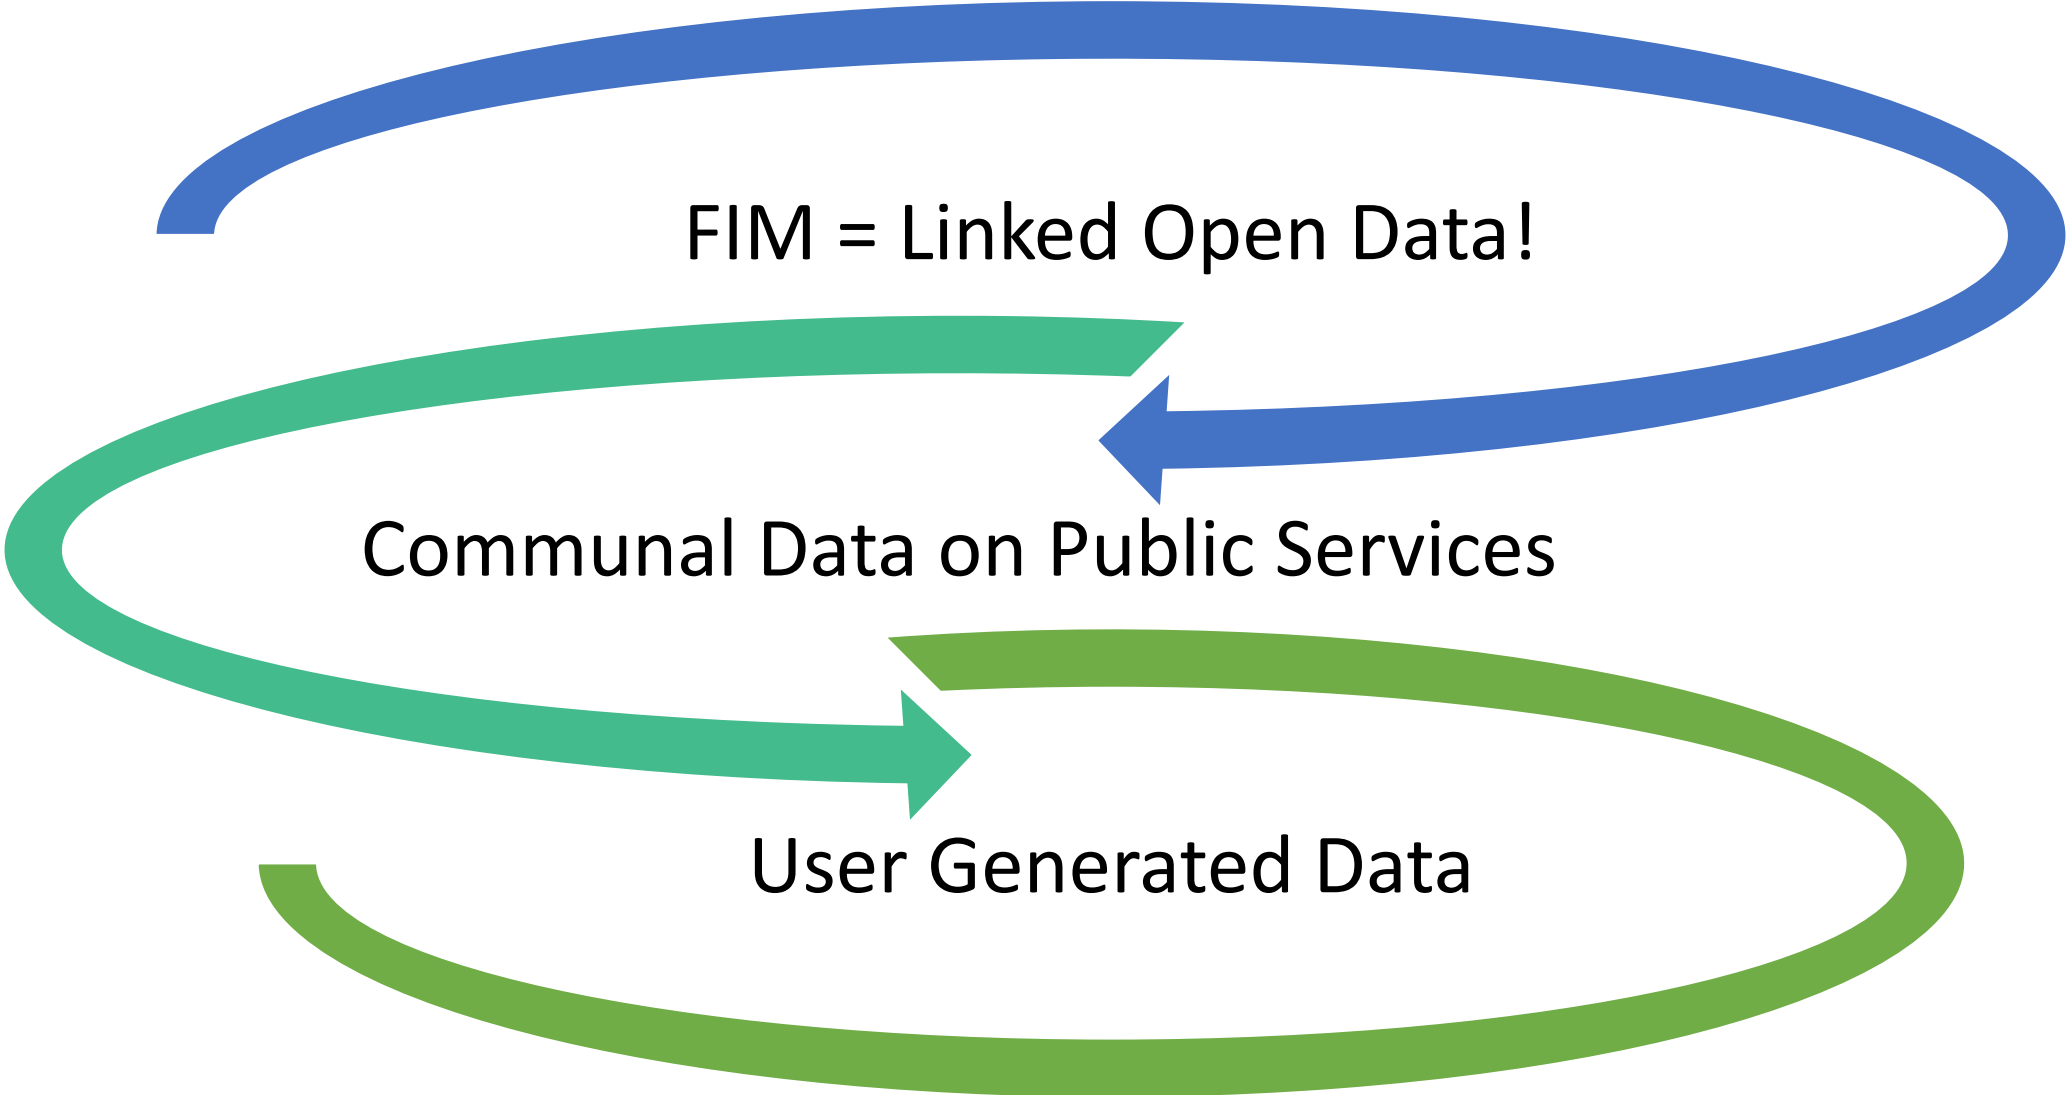 FIM = Linked Open Data!
Communal Data on Public Services
User Generated Data